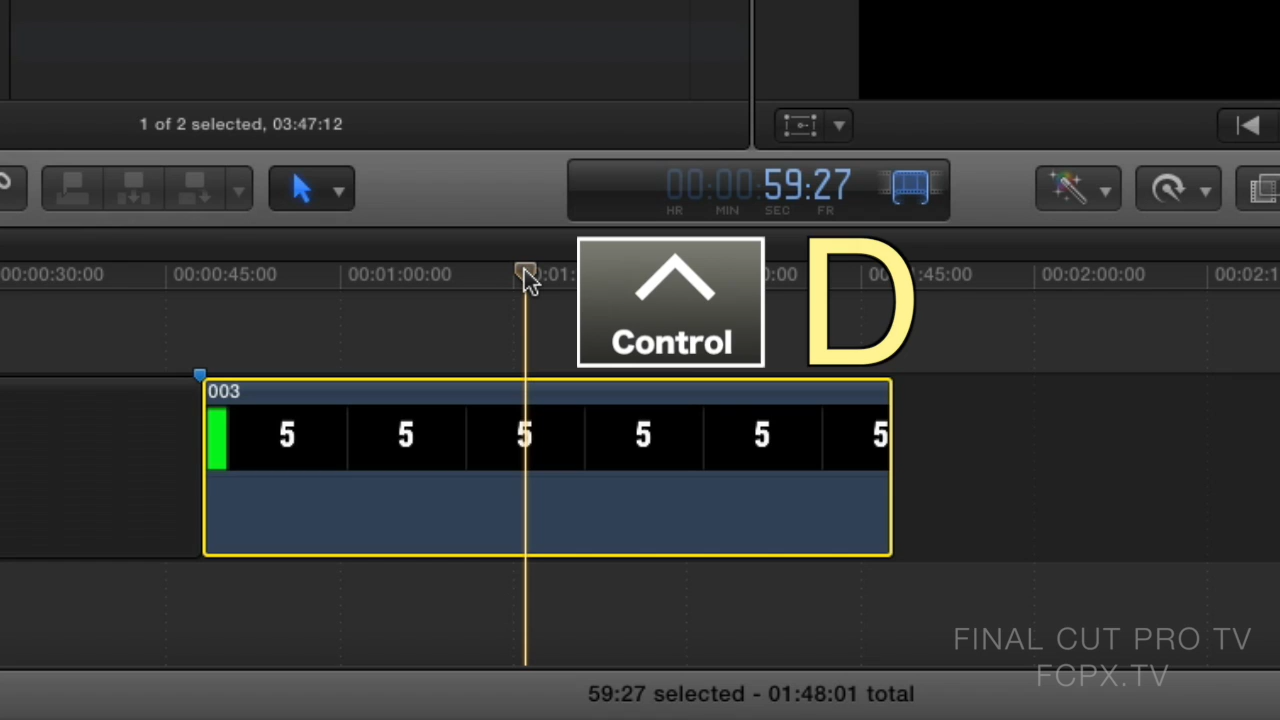 1 of 2 selected, 03:47:12
00:00:59:27
HR MIN SEC FR
00:00:30:00 00:00:45:00 00:01:00:00
00:02:00:00
Control
D
003
5 5 5 5 5 5
FINAL CUT PRO TV
FCPX.TV
59:27 selected - 01:48:01 total